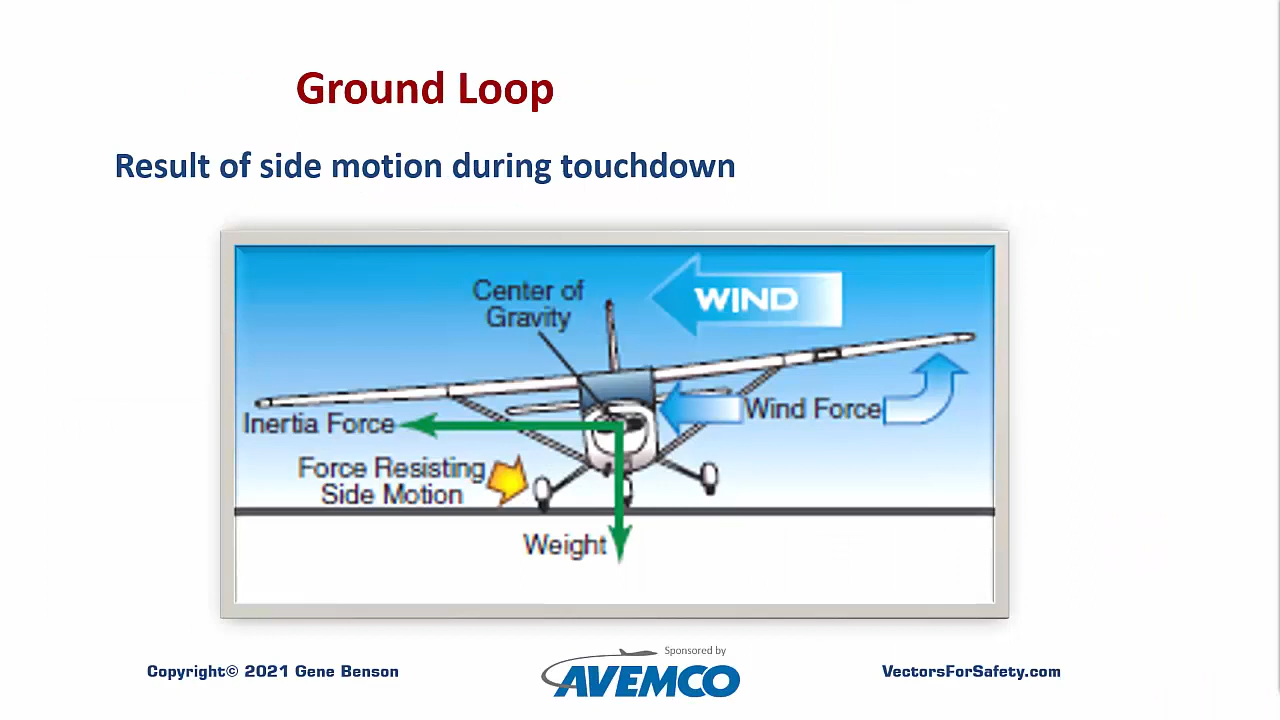 Ground Loop
Result of side motion during touchdown
Center of
Gravity
WIND
Inertia Force
Wind Force
Force Resisting
Side Motion
Weight
Copyright© 2021 Gene Benson
Sponsored by
AVEMCO
VectorsForSafety.com